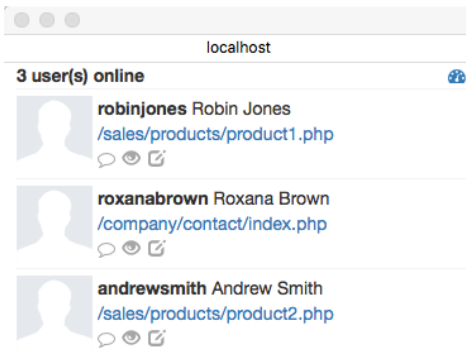 localhost
3 user(s) online
robinjones Robin Jones
/sales/products/product1.php
roxanabrown Roxana Brown
/company/contact/index.php
andrewsmith Andrew Smith
/sales/products/product2.php